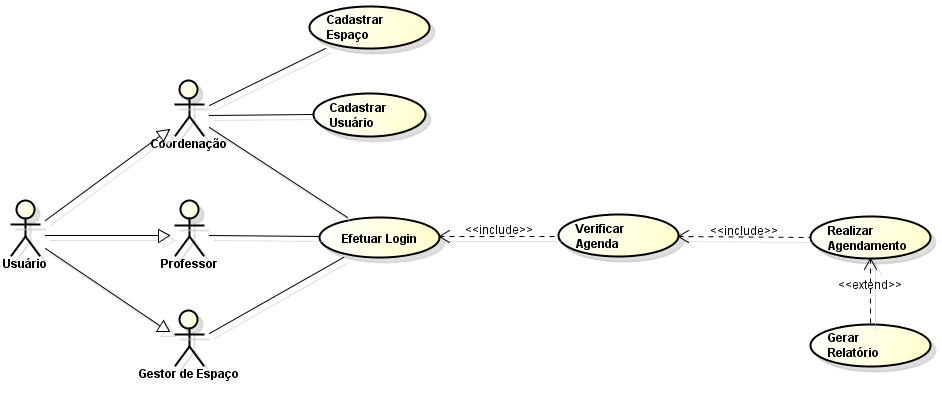 Cadastrar
Espaço
Cadastrar
Usuário
Coordenação
Usuário
Professor
Efetuar Login
<<include>>
Verificar
Agenda
<<include>>
Realizar
Agendamento
<<extend>>
Gerar
Relatório
Gestor de Espaço